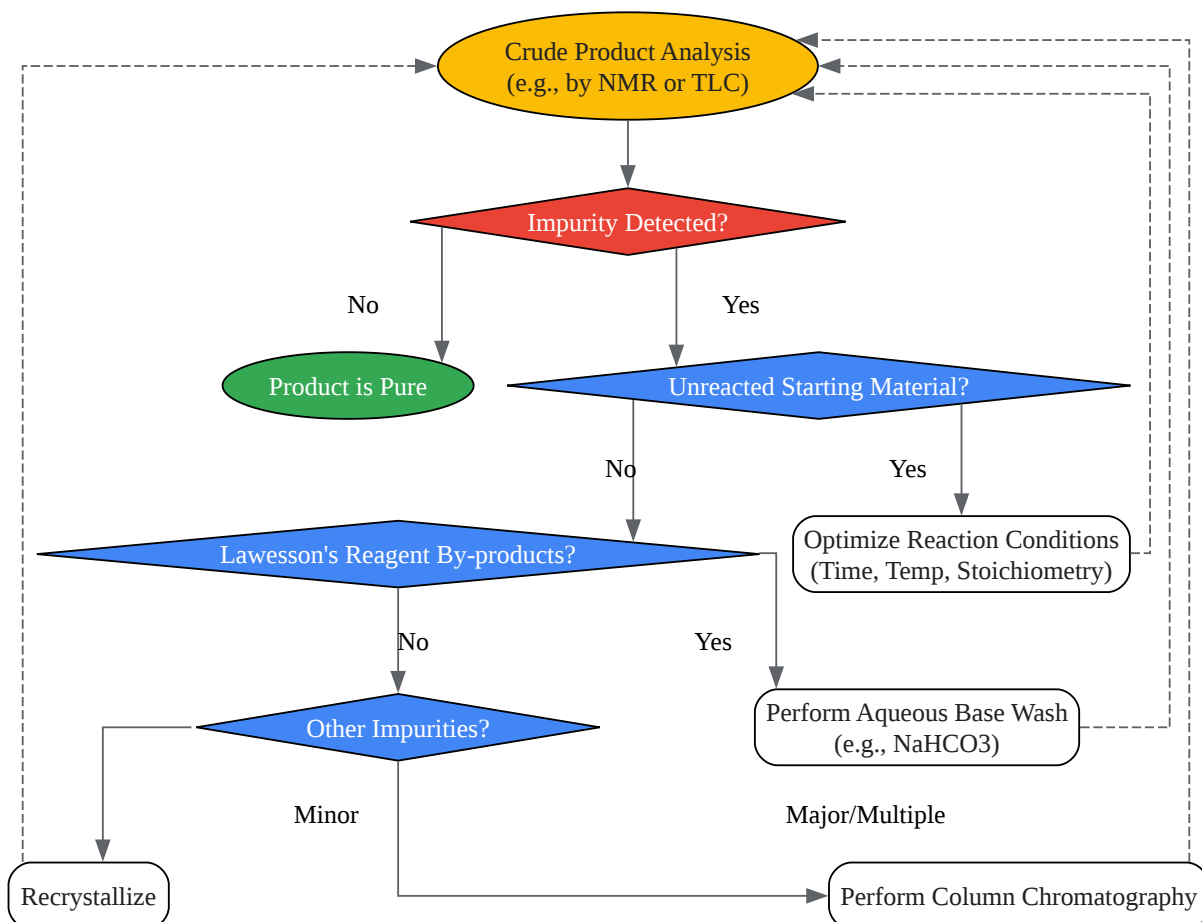 Crude Product Analysis
(e.g., by NMR or TLC)
Impurity Detected?
No
Yes
Product is Pure
Unreacted Starting Material?
No
Yes
Optimize Reaction Conditions
(Time, Temp, Stoichiometry)
Lawesson's Reagent By-products?
No
Yes
Perform Aqueous Base Wash
(e.g., NaHCO3)
Other Impurities?
Minor
Major/Multiple
Recrystallize
Perform Column Chromatography